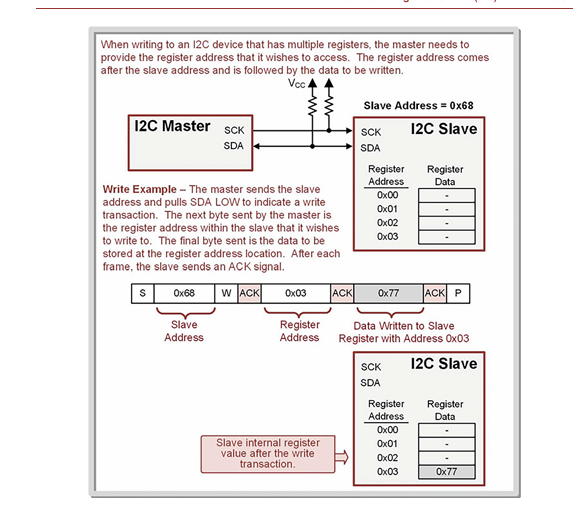 When writing to an I2C device that has multiple registers, the master needs to
provide the register address that it wishes to access.  The register address comes
after the slave address and is followed by the data to be written.
Vcc
Slave Address = 0x68
I2C Master
SCK
SDA
I2C Slave
SCK
SDA
Register Register
Address Data
0x00 -
0x01 -
0x02 -
0x03 -
Write Example – The master sends the slave
address and pulls SDA LOW to indicate a write
transaction.  The next byte sent by the master is
the register address within the slave that it wishes
to write to.  The final byte sent is the data to be
stored at the register address location.  After each
frame, the slave sends an ACK signal.
S 0x68 W ACK 0x03 ACK 0x77 ACK P
Slave Register Data Written to Slave
Address Address Register with Address 0x03
SCK I2C Slave
SDA
Register Register
Address Data
0x00 -
0x01 -
0x02 -
0x03 0x77
Slave internal register
value after the write
transaction.